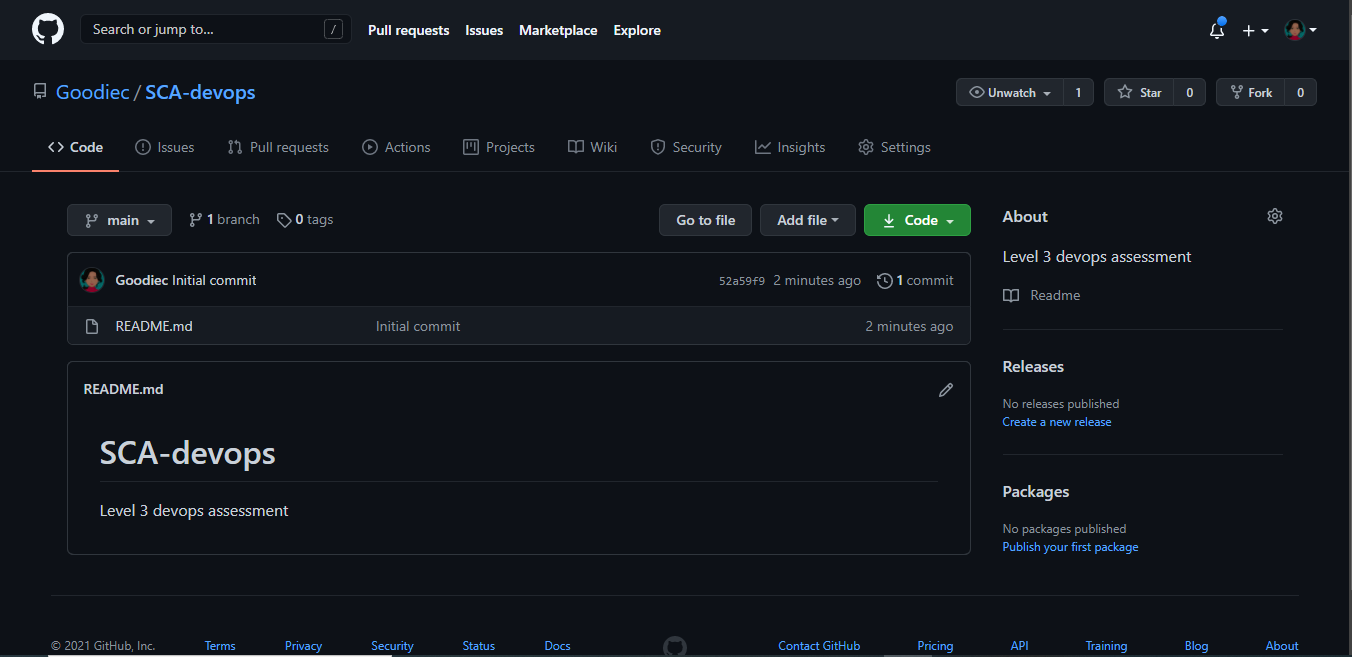 Search or jump to... /
Pull requests Issues Marketplace Explore
Goodiec / SCA-devops
Unwatch 1 Star 0 Fork 0
Code Issues Pull requests Actions Projects Wiki Security Insights Settings
main 1 branch 0 tags
Go to file Add file Code
Goodiec Initial commit 52a59f9 2 minutes ago 1 commit
README.md Initial commit 2 minutes ago
README.md
SCA-devops
Level 3 devops assessment
About
Level 3 devops assessment
Readme
Releases
No releases published
Create a new release
Packages
No packages published
Publish your first package
© 2021 GitHub, Inc. Terms Privacy Security Status Docs Contact GitHub Pricing API Training Blog About